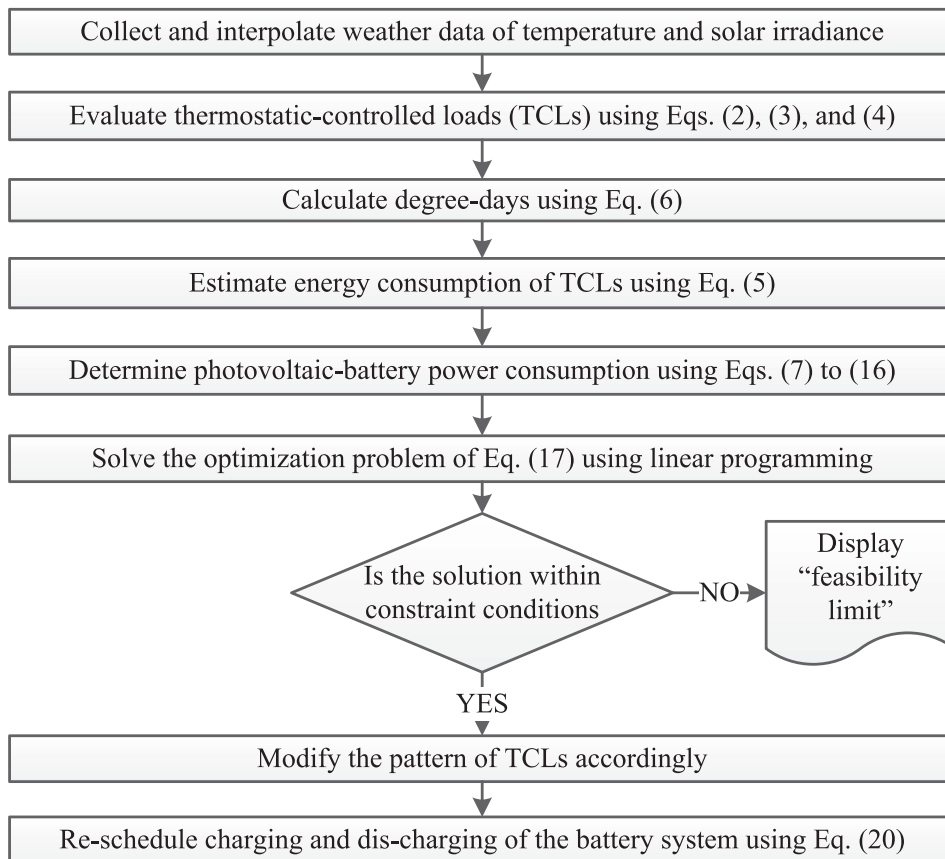 Collect and interpolate weather data of temperature and solar irradiance
Evaluate thermostatic-controlled loads (TCLs) using Eqs. (2), (3), and (4)
Calculate degree-days using Eq. (6)
Estimate energy consumption of TCLs using Eq. (5)
Determine photovoltaic-battery power consumption using Eqs. (7) to (16)
Solve the optimization problem of Eq. (17) using linear programming
Is the solution within
constraint conditions
NO
Display
“feasibility
limit”
YES
Modify the pattern of TCLs accordingly
Re-schedule charging and dis-charging of the battery system using Eq. (20)